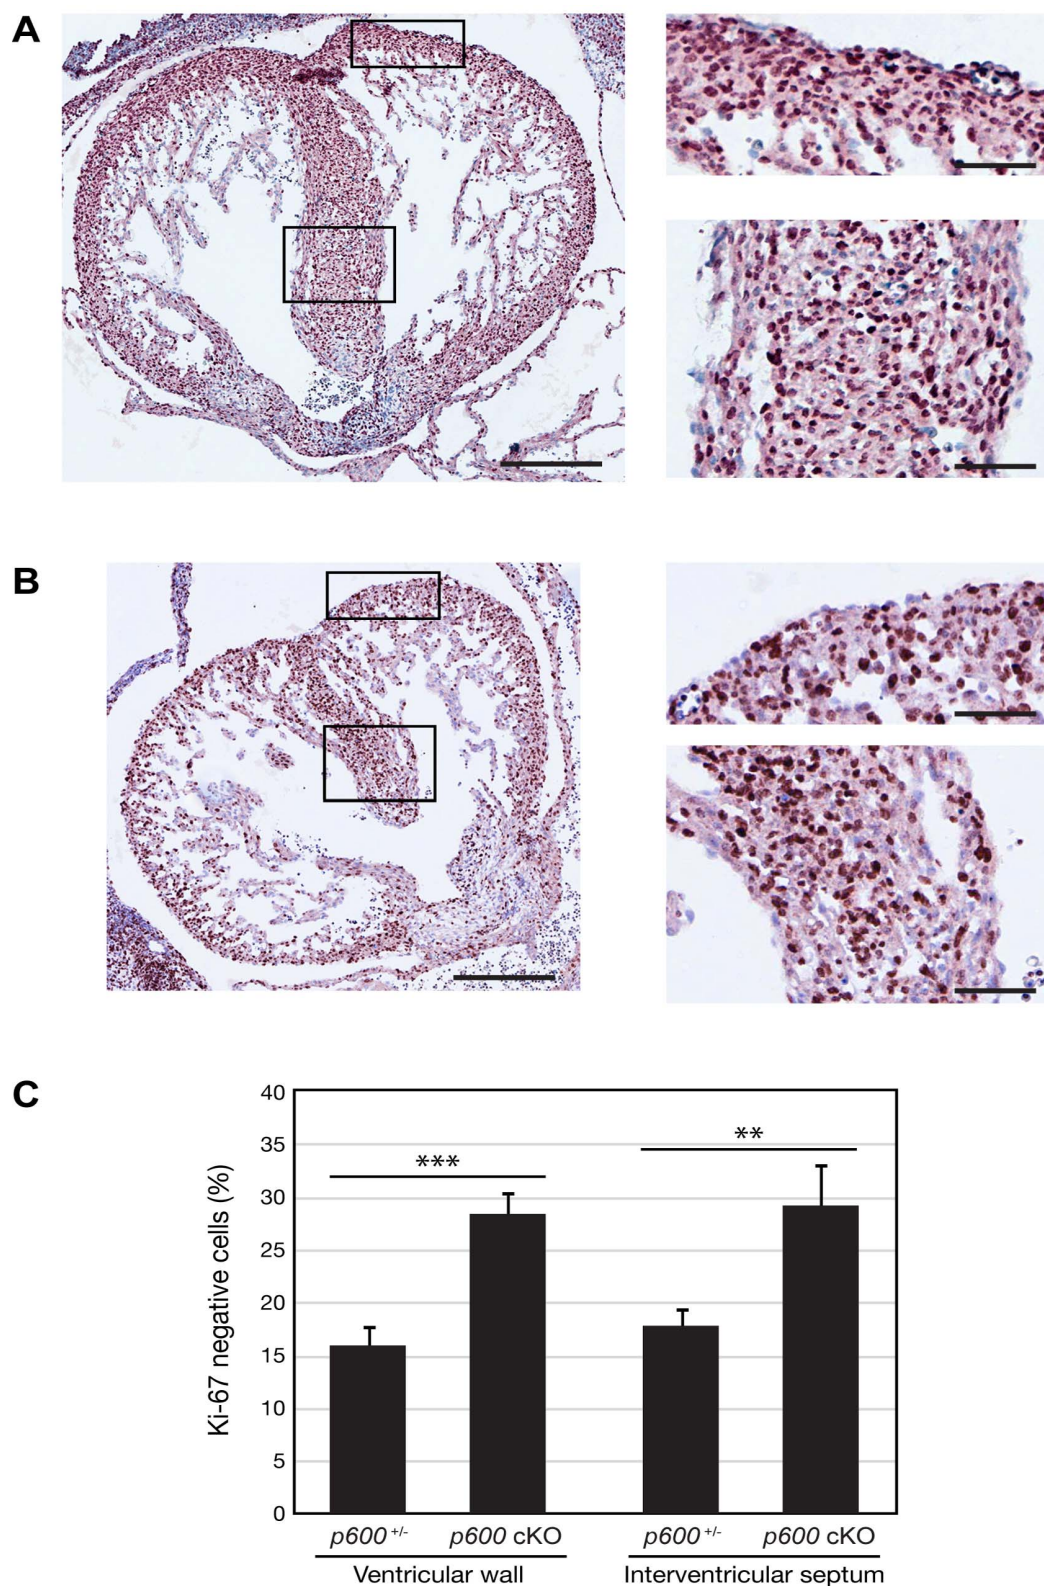 A
B
C
Ki-67 negative cells (%)
40
35
30
25
20
15
10
5
0
***
**
p600 +/- p600 cKO p600 +/- p600 cKO
Ventricular wall Interventricular septum